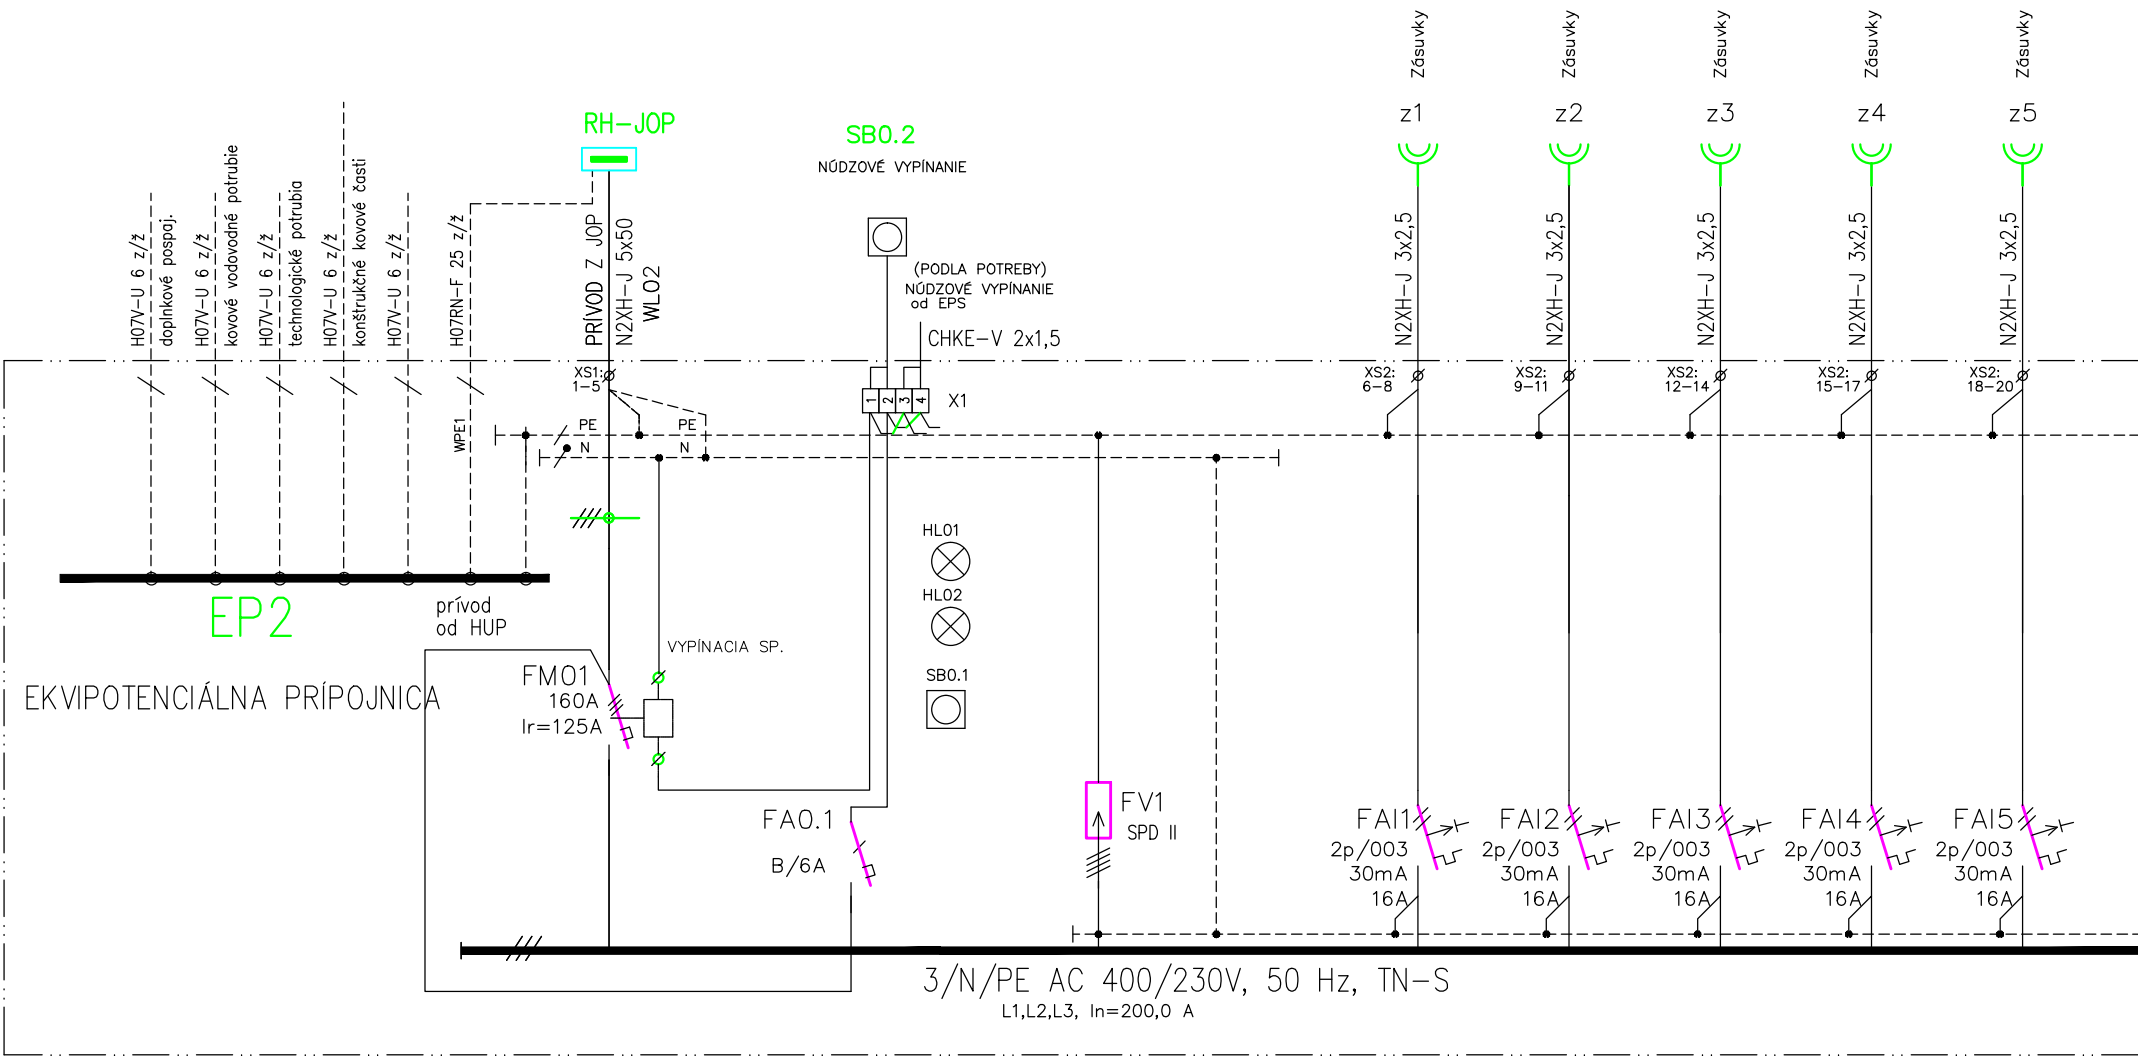 Zásuvky
Zásuvky
Zásuvky
Zásuvky
Zásuvky
z1
z2
z3
z4
z5
RH-JOP
SB0.2
NÚDZOVÉ VYPÍNANIE
H07V-U 6 z/ž
doplnkové pospoj.
H07V-U 6 z/ž
kovové vodovodné potrubie
H07V-U 6 z/ž
technologické potrubia
H07V-U 6 z/ž
konštrukčné kovové časti
H07V-U 6 z/ž
H07RN-F 25 z/ž
PRÍVOD Z JOP
N2XH-J 5x50
WL02
(PODLA POTREBY)
NÚDZOVÉ VYPÍNANIE
od EPS
CHKE-V 2x1,5
N2XH-J 3x2,5
N2XH-J 3x2,5
N2XH-J 3x2,5
N2XH-J 3x2,5
N2XH-J 3x2,5
XS1:
1-5
XS2:
6-8
XS2:
9-11
XS2:
12-14
XS2:
15-17
XS2:
18-20
1 2 3 4
X1
WPE1
PE
N
PE
N
HL01
HL02
SB0.1
EP2
prívod
od HUP
VYPÍNACIA SP.
EKVIPOTENCIÁLNA PRÍPOJNICA
FM01
160A
Ir=125A
FA0.1
B/6A
FV1
SPD II
FAI1
2p/003
30mA
16A
FAI2
2p/003
30mA
16A
FAI3
2p/003
30mA
16A
FAI4
2p/003
30mA
16A
FAI5
2p/003
30mA
16A
3/N/PE AC 400/230V, 50 Hz, TN-S
L1,L2,L3, In=200,0 A